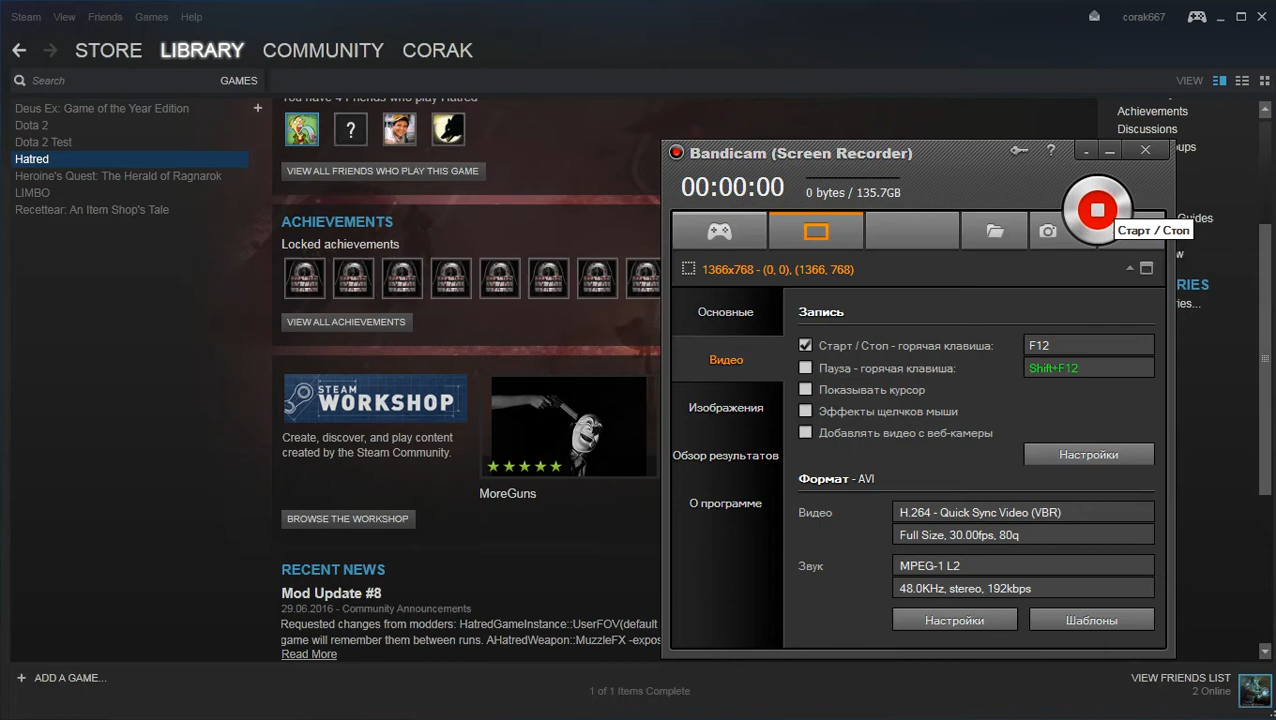 Steam View Friends Games Help
corak667
STORE LIBRARY COMMUNITY CORAK
Search
GAMES
VIEW
Deus Ex: Game of the Year Edition
Dota 2
Dota 2 Test
Hatred
Heroine's Quest: The Herald of Ragnarok
LIMBO
Recettear: An Item Shop's Tale
You have 4 Friends who play Hatred
?
VIEW ALL FRIENDS WHO PLAY THIS GAME
ACHIEVEMENTS
Locked achievements
VIEW ALL ACHIEVEMENTS
STEAM
WORKSHOP
Create, discover, and play content
created by the Steam Community.
MoreGuns
BROWSE THE WORKSHOP
RECENT NEWS
Mod Update #8
29.06.2016 - Community Announcements
Requested changes from modders: HatredGameInstance::UserFOV(default
game will remember them between runs. AHatredWeapon::MuzzleFX -expos
Read More
Achievements
Discussions
ups
Guides
w
RIES
s...
Bandicam (Screen Recorder)
?
00:00:00
0 bytes / 135.7GB
Старт / Стоп
1366x768 - (0, 0), (1366, 768)
Основные
Видео
Изображения
Обзор результатов
О программе
Запись
Старт / Стоп - горячая клавиша: F12
Пауза - горячая клавиша: Shift+F12
Показывать курсор
Эффекты щелчков мыши
Добавлять видео с веб-камеры
Настройки
Формат - AVI
Видео H.264 - Quick Sync Video (VBR)
Full Size, 30.00fps, 80q
Звук MPEG-1 L2
48.0KHz, stereo, 192kbps
Настройки Шаблоны
+ ADD A GAME...
1 of 1 Items Complete
VIEW FRIENDS LIST
2 Online